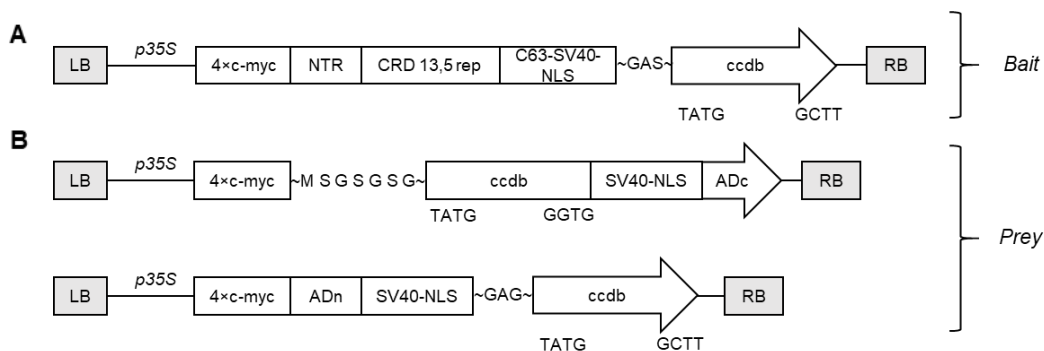 A
LB p35S 4×c-myc NTR CRD 13,5 rep C63-SV40-NLS ~GAS~ ccdb RB Bait
TATG GCTT
B
LB p35S 4×c-myc ~M S G S G S G~ ccdb SV40-NLS ADc RB
TATG GGTG
Prey
LB p35S 4×c-myc ADn SV40-NLS ~GAG~ ccdb RB
TATG GCTT